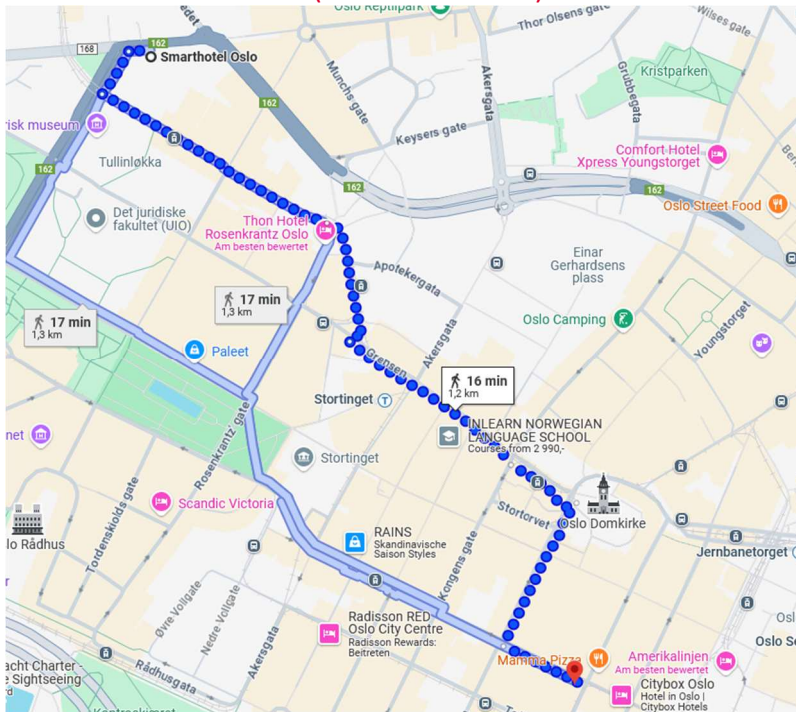 Oslo Reptilpark
Thor Olsens gate
Wilses gate
168
162
Smarthotel Oslo
Munchs gate
Akersgata
Grubbegata
Kristparken
162
Keysers gate
risk museum
Tullinløkka
Comfort Hotel
Xpress Youngstorget
162
162
162
Oslo Street Food
Det juridiske
fakultet (UIO)
Thon Hotel
Rosenkrantz Oslo
Am besten bewertet
Einar
Gerhardsens
plass
Apotekergata
17 min
1,3 km
17 min
1,3 km
Akersgata
Oslo Camping
Youngstorget
Paleet
Grensen
16 min
1,2 km
Stortinget
T
INLEARN NORWEGIAN
LANGUAGE SCHOOL
Courses from 2 990,-
net
Rosenkrantz' gate
Stortinget
Scandic Victoria
Stortorvet
Oslo Domkirke
lo Rådhus
Tordenskiolds gate
RAINS
Skandinavische
Saison Styles
Kongens gate
Jernbanetorget
Øvre Vollgate
Nedre Vollgate
Akersgata
Radisson RED
Oslo City Centre
Radisson Rewards:
Beitreten
Mamma Pizza
Amerikalinjen
Am besten bewertet
Oslo S
Rådhusgata
Citybox Oslo
Hotel in Oslo |
Citybox Hotels
acht Charter -
e Sightseeing